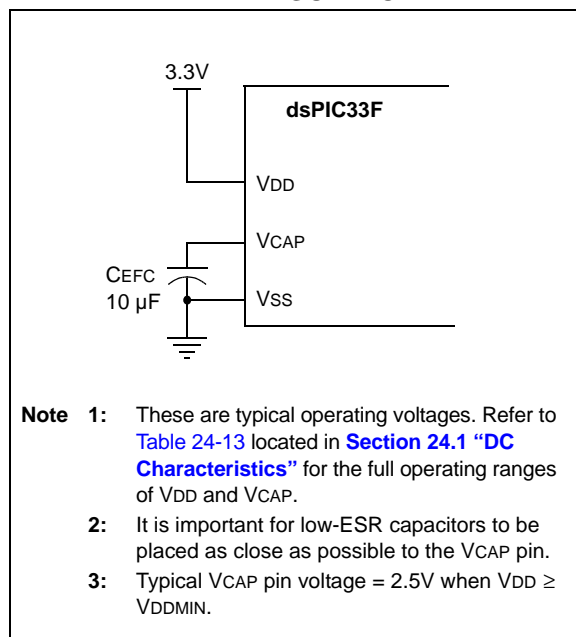 3.3V
dsPIC33F
VDD
VCAP
CEFC
10 µF
VSS
Note 1: These are typical operating voltages. Refer to
Table 24-13 located in Section 24.1 “DC
Characteristics” for the full operating ranges
of VDD and VCAP.
2: It is important for low-ESR capacitors to be
placed as close as possible to the VCAP pin.
3: Typical VCAP pin voltage = 2.5V when VDD ≥
VDDMIN.